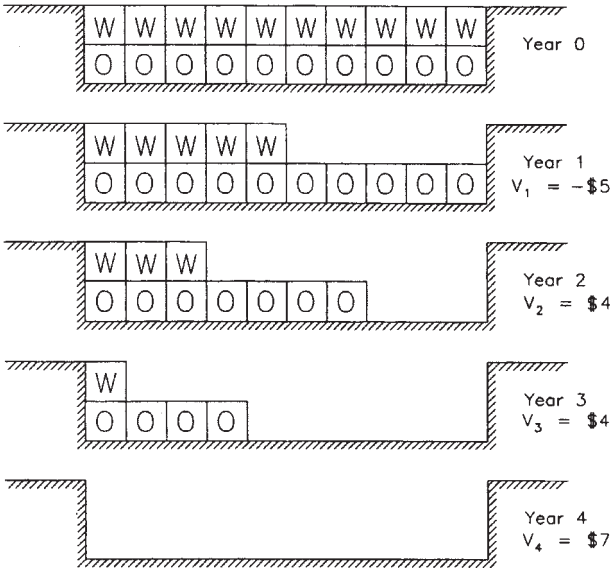 W W W W W W W W W W
O O O O O O O O O O
Year 0
W W W W W
O O O O O O O O O O
Year 1
V₁ = -$5
W W W
O O O O O O O
Year 2
V₂ = $4
W
O O O O
Year 3
V₃ = $4
Year 4
V₄ = $7